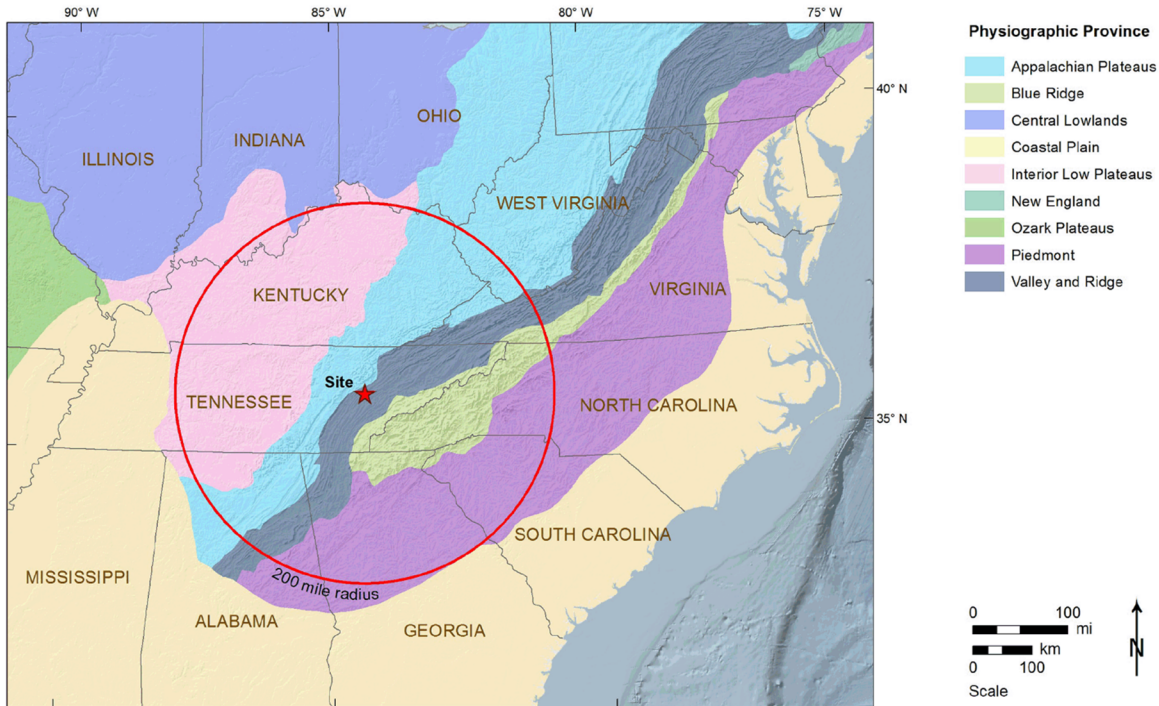 90° W
85° W
80° W
75° W
40° N
35° N
OHIO
INDIANA
ILLINOIS
WEST VIRGINIA
KENTUCKY
VIRGINIA
Site
TENNESSEE
NORTH CAROLINA
SOUTH CAROLINA
MISSISSIPPI
200 mile radius
ALABAMA
GEORGIA
Physiographic Province
Appalachian Plateaus
Blue Ridge
Central Lowlands
Coastal Plain
Interior Low Plateaus
New England
Ozark Plateaus
Piedmont
Valley and Ridge
0 100
mi
km
0 100
Scale
N